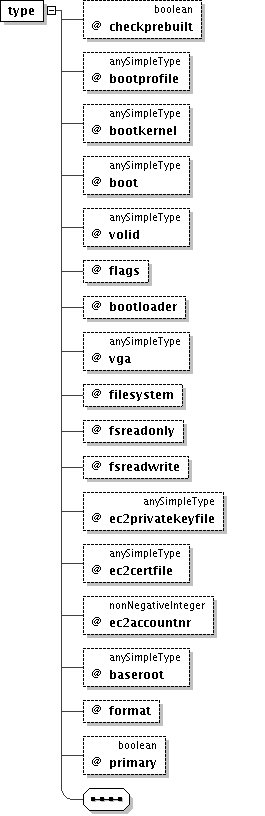 type
boolean
@ checkprebuilt
anySimpleType
@ bootprofile
anySimpleType
@ bootkernel
anySimpleType
@ boot
anySimpleType
@ volid
@ flags
@ bootloader
anySimpleType
@ vga
@ filesystem
@ fsreadonly
@ fsreadwrite
anySimpleType
@ ec2privatekeyfile
anySimpleType
@ ec2certfile
nonNegativeInteger
@ ec2accountnr
anySimpleType
@ baseroot
@ format
boolean
@ primary